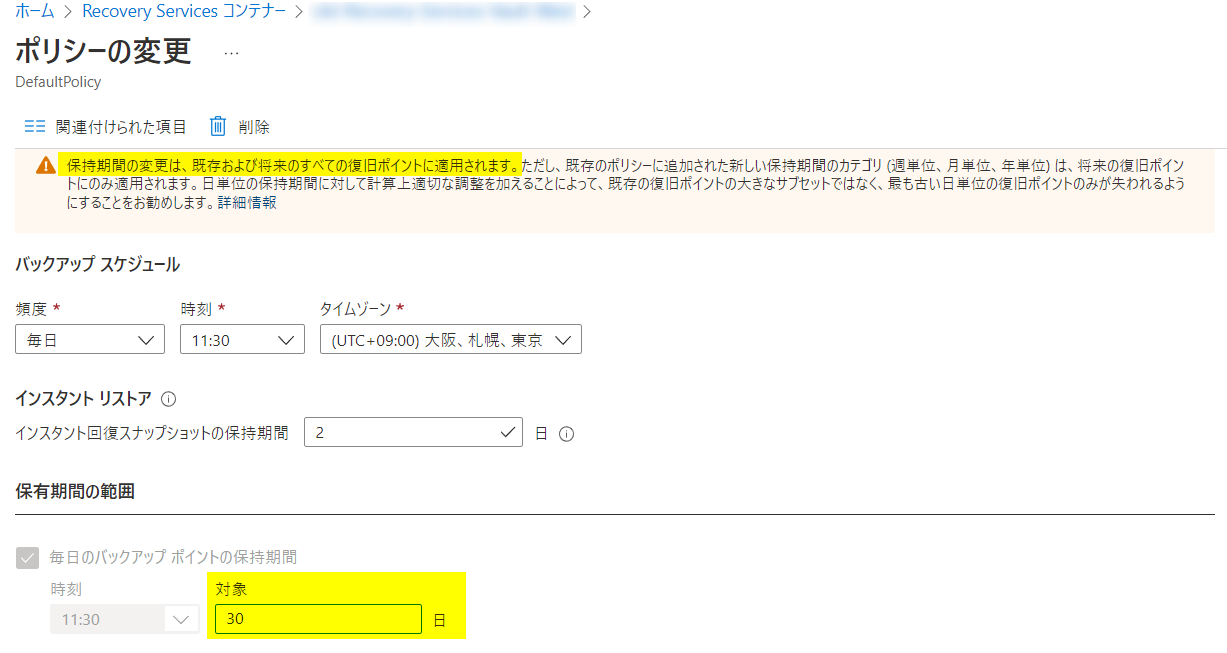 ホーム > Recovery Services コンテナー > >
ポリシーの変更 …
DefaultPolicy
関連付けられた項目 削除
保持期間の変更は、既存および将来のすべての復旧ポイントに適用されます。ただし、既存のポリシーに追加された新しい保持期間のカテゴリ (週単位、月単位、年単位) は、将来の復旧ポイン
トにのみ適用されます。日単位の保持期間に対して計算上適切な調整を加えることによって、既存の復旧ポイントの大きなサブセットではなく、最も古い日単位の復旧ポイントのみが失われるよう
にすることをお勧めします。詳細情報
バックアップ スケジュール
頻度 * 時刻 * タイムゾーン *
毎日 11:30 (UTC+09:00) 大阪、札幌、東京
インスタント リストア
インスタント回復スナップショットの保持期間 2 日
保有期間の範囲
毎日のバックアップ ポイントの保持期間
時刻 対象
11:30 30 日